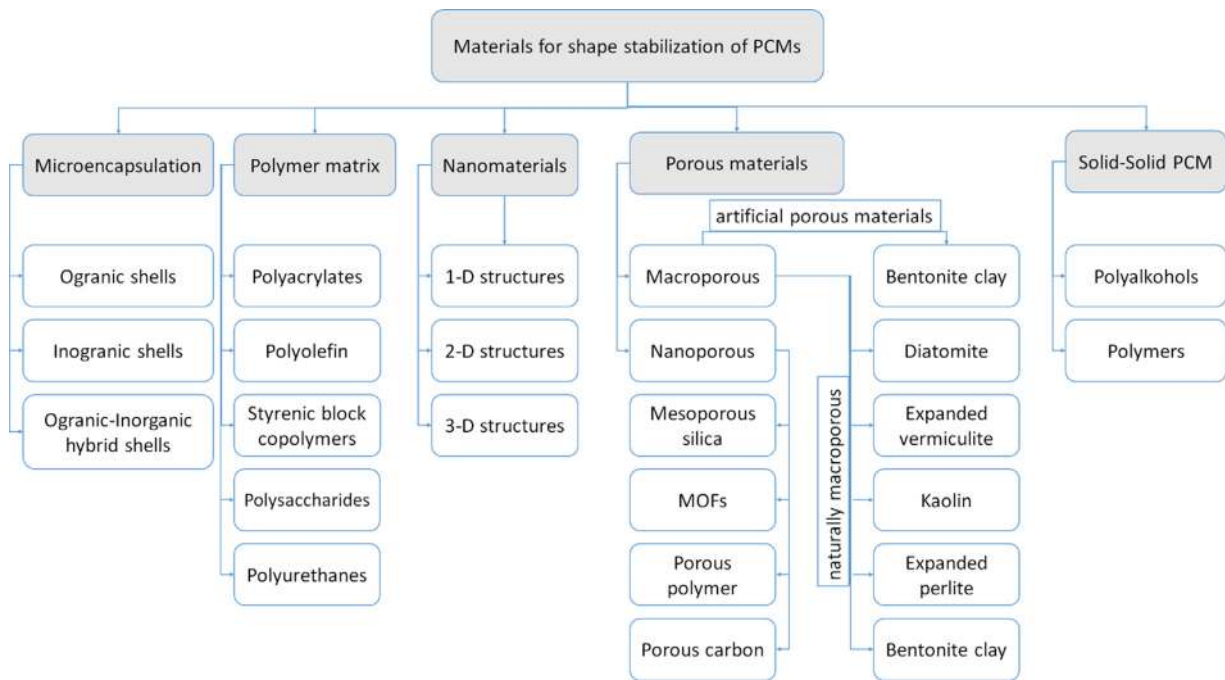 Materials for shape stabilization of PCMs
Microencapsulation
Polymer matrix
Nanomaterials
Porous materials
Solid-Solid PCM
artificial porous materials
Ogranic shells
Polyacrylates
1-D structures
Macroporous
Bentonite clay
Polyalkohols
Inogranic shells
Polyolefin
2-D structures
Nanoporous
Diatomite
Polymers
Ogranic-Inorganic
hybrid shells
Styrenic block
copolymers
3-D structures
Mesoporous
silica
naturally macroporous
Expanded
vermiculite
Polysaccharides
MOFs
Kaolin
Polyurethanes
Porous
polymer
Expanded
perlite
Porous carbon
Bentonite clay